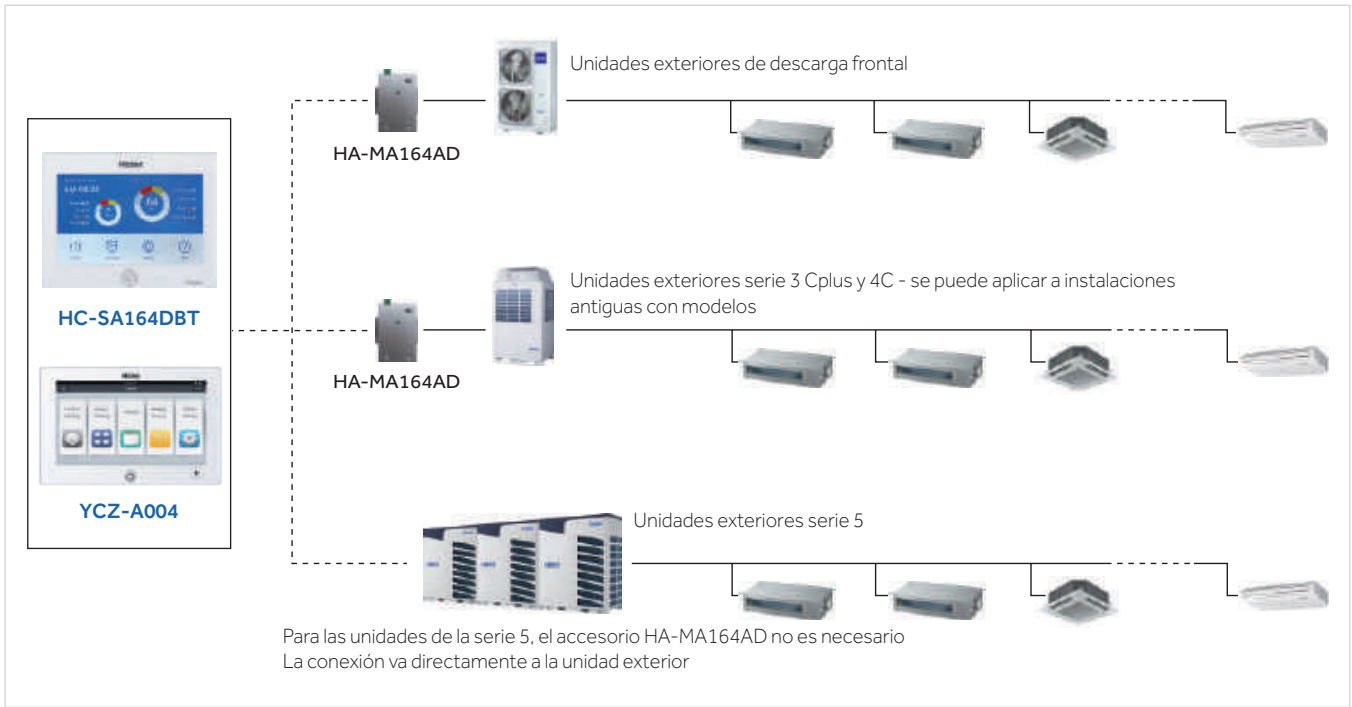 Unidades exteriores de descarga frontal
HA-MA164AD
Haier
HC-SA164DBT
Unidades exteriores serie 3 Cplus y 4C - se puede aplicar a instalaciones
antiguas con modelos
HA-MA164AD
Haier
YCZ-A004
Unidades exteriores serie 5
Para las unidades de la serie 5, el accesorio HA-MA164AD no es necesario
La conexión va directamente a la unidad exterior